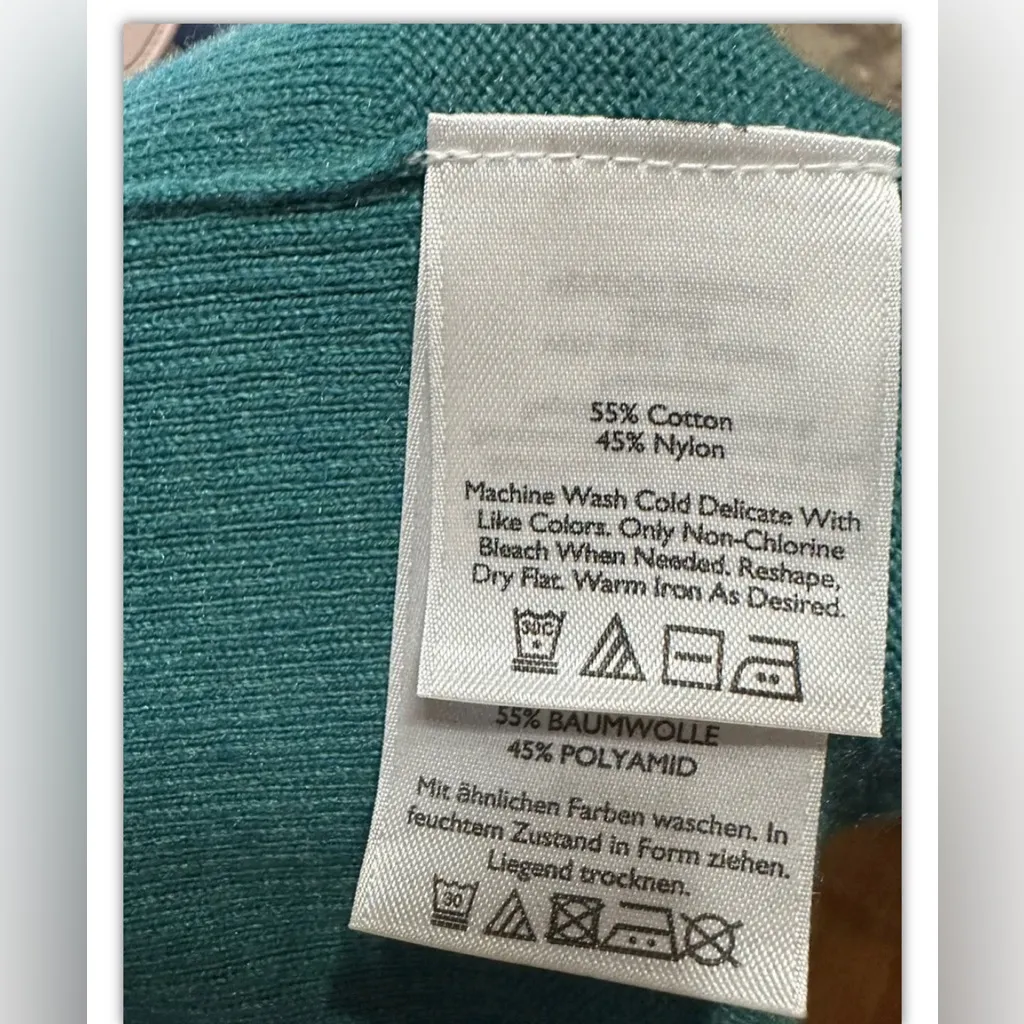 55% Cotton
45% Nylon
Machine Wash Cold Delicate With
Like Colors. Only Non-Chlorine
Bleach When Needed. Reshape,
Dry Flat. Warm Iron As Desired.
30C
55% BAUMWOLLE
45% POLYAMID
Mit ähnlichen Farben waschen. In
feuchtem Zustand in Form ziehen.
Liegend trocknen.
30